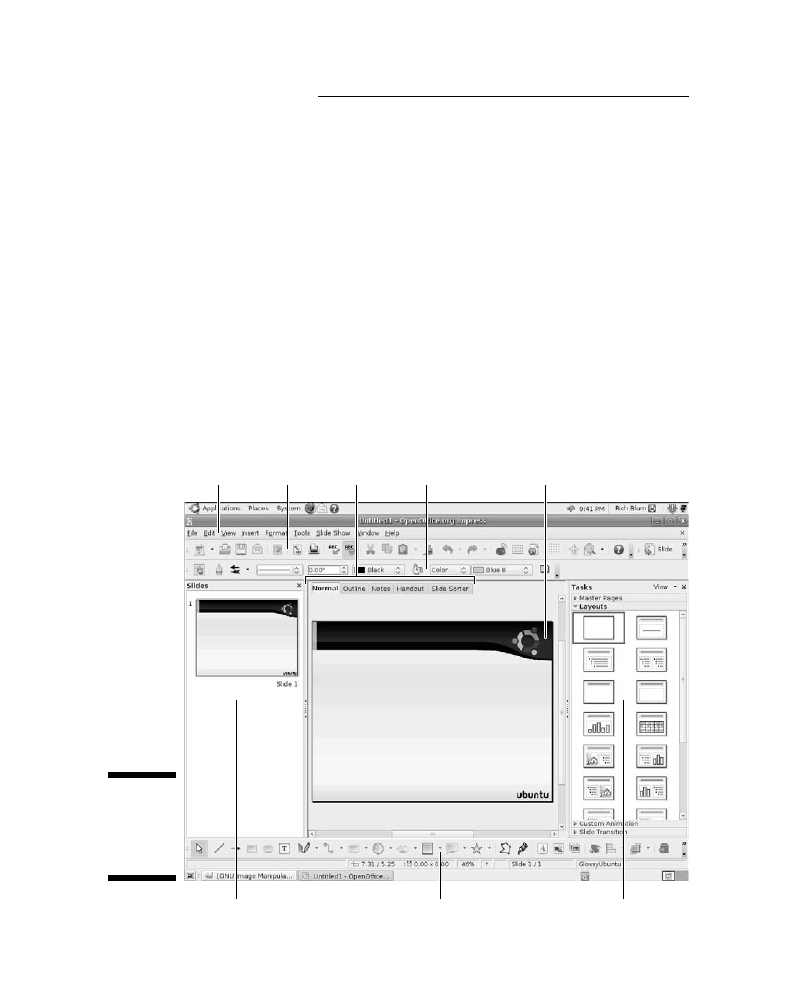 Applications Places System 9:41 PM Rich Blum
Untitled1 - OpenOffice.org Impress
File Edit View Insert Format Tools Slide Show Window Help
ABC ABC Slide
0.00° Black Color Blue 8
Slides
Normal Outline Notes Handout Slide Sorter
Tasks View
Master Pages
Layouts
1
Slide 1
ubuntu
ubuntu
Custom Animation
Slide Transition
T A
7.31 / 5.25 0.00 x 0.00 46% * Slide 1 / 1 GlossyUbuntu
[GNU Image Manipula... Untitled1 - OpenOffice...